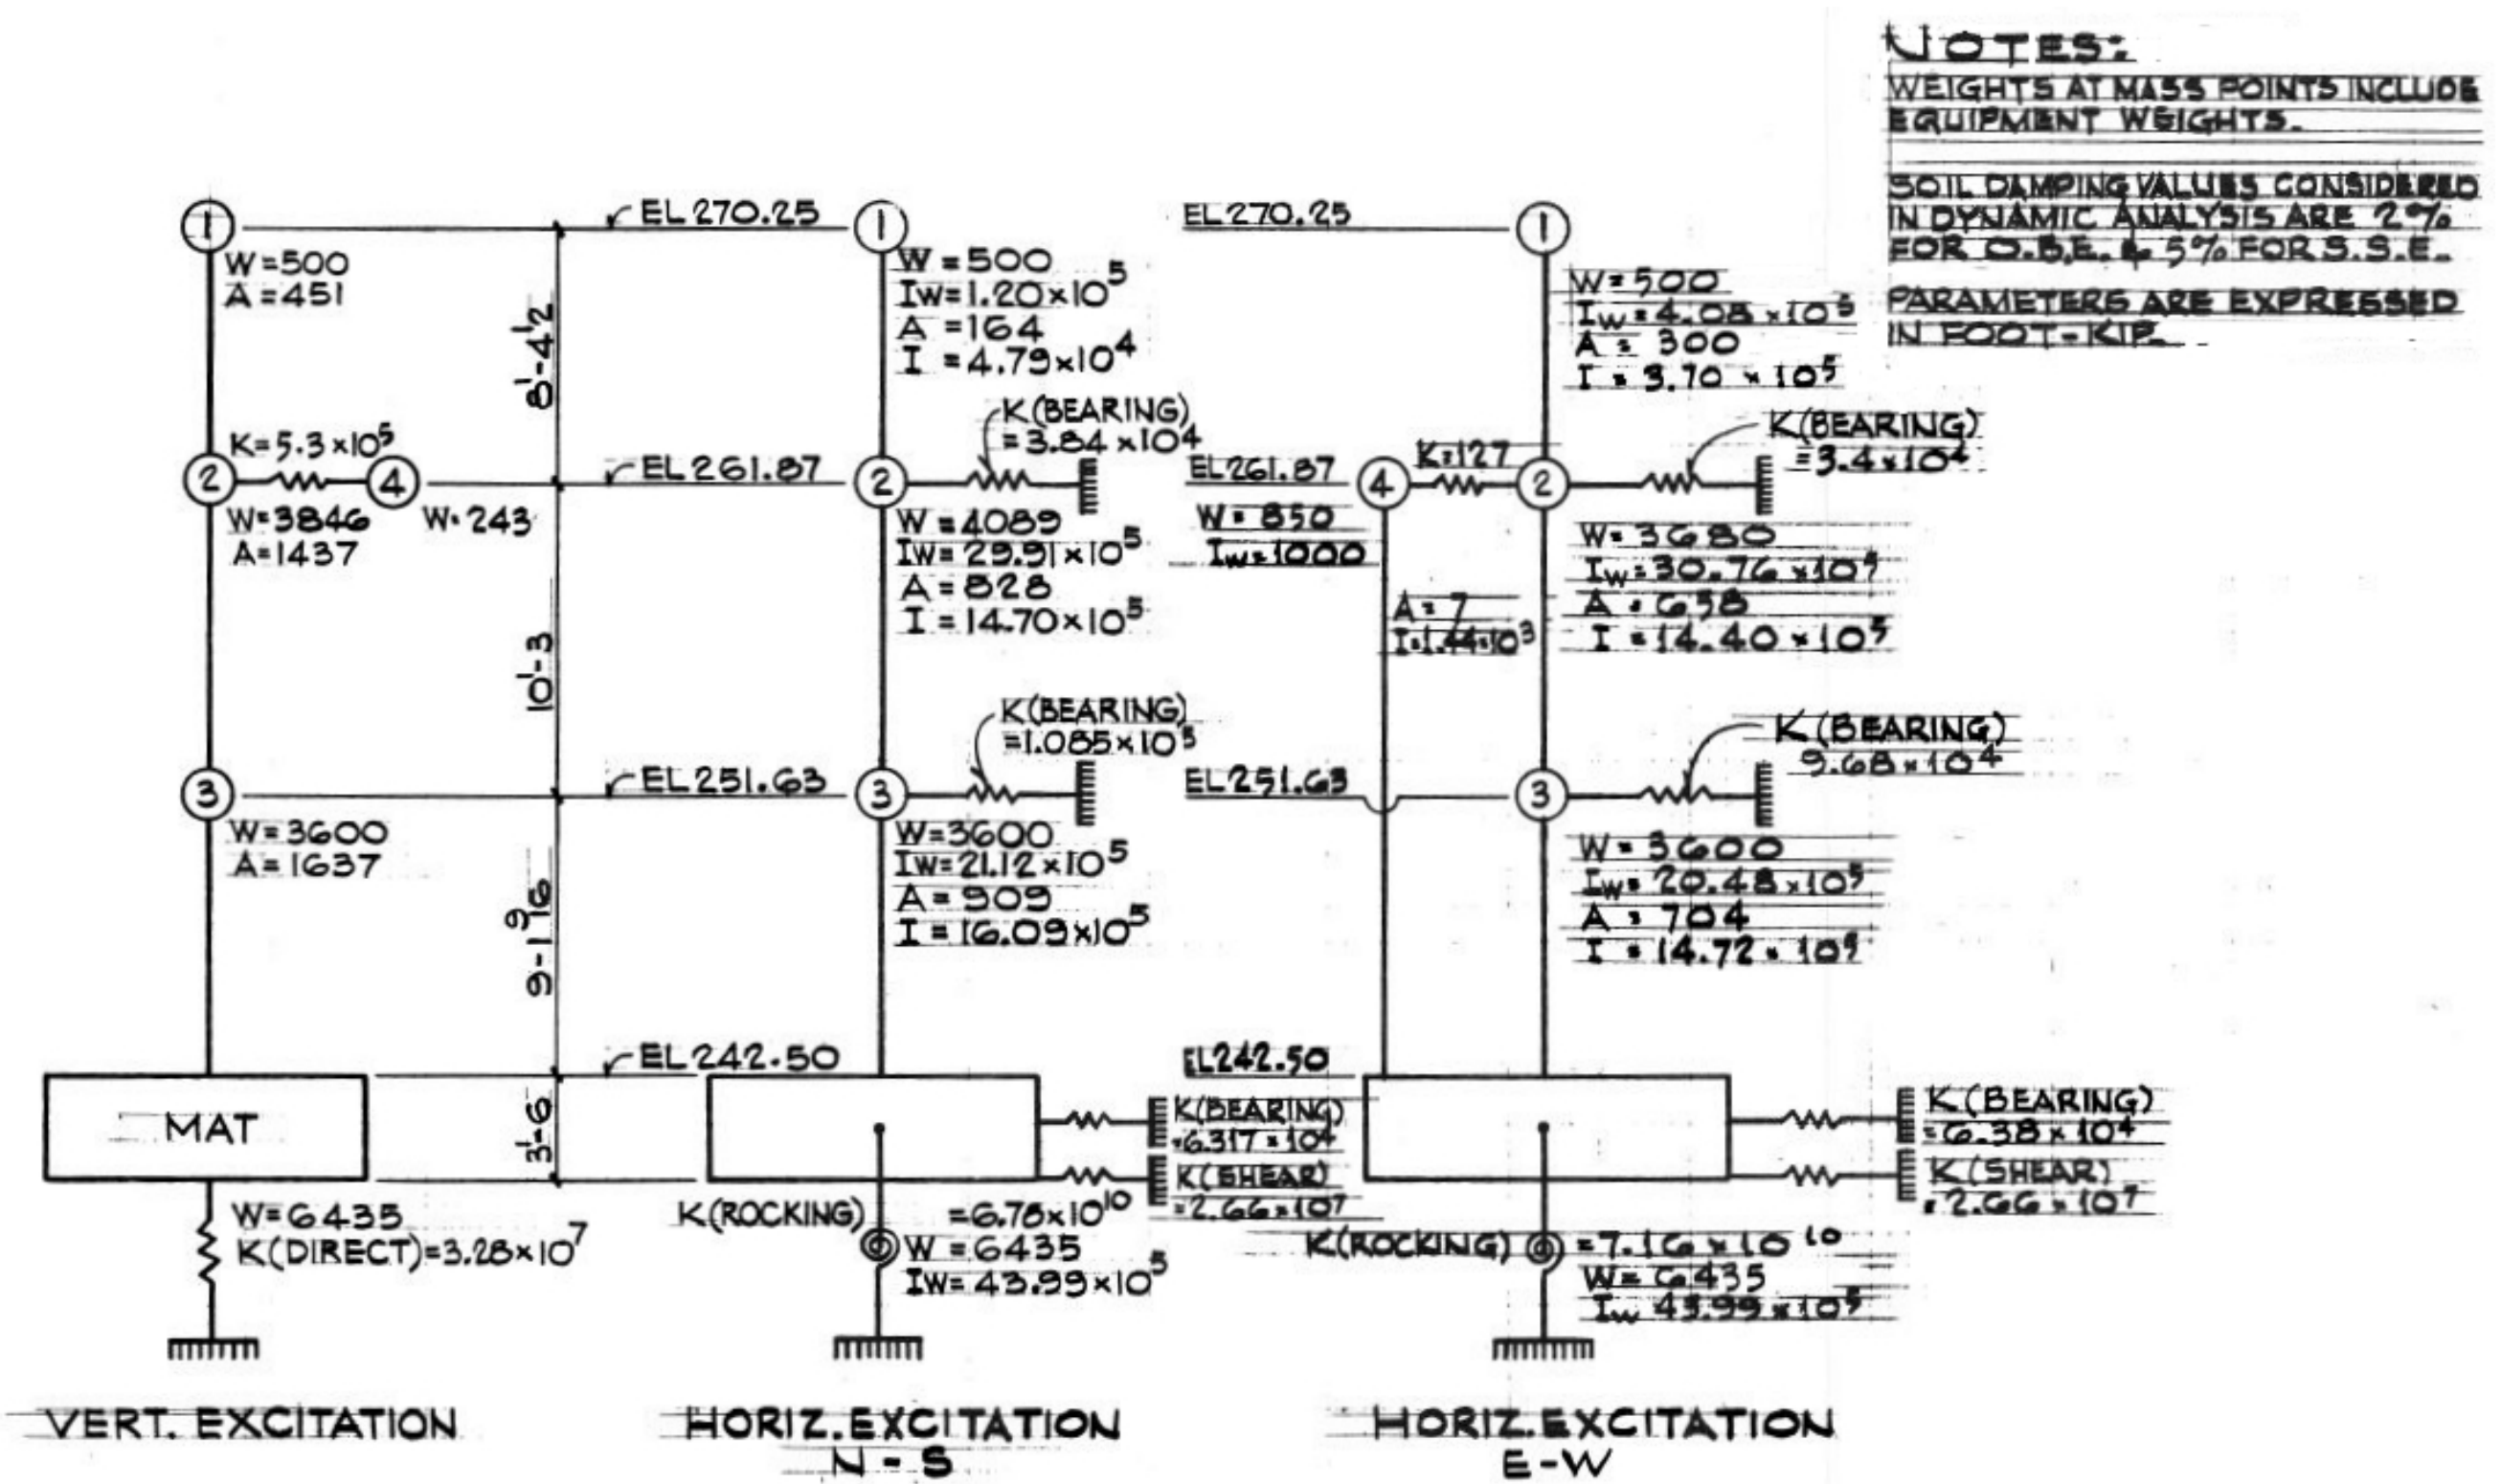 NOTES:
WEIGHTS AT MASS POINTS INCLUDE
EQUIPMENT WEIGHTS.
SOIL DAMPING VALUES CONSIDERED
IN DYNAMIC ANALYSIS ARE 2%
FOR O.B.E. & 5% FOR S.S.E.
PARAMETERS ARE EXPRESSED
IN FOOT-KIP.
1
W=500
A=451
K=5.3×10⁵
2
4
W=3846
A=1437
W=243
3
W=3600
A=1637
MAT
W=6435
K(DIRECT)=3.28×10⁷
VERT. EXCITATION
8'-4½
10'-3
9'-1 9/16
3'-6
EL 270.25
EL 261.87
EL 251.63
EL 242.50
1
W=500
Iw=1.20×10⁵
A=164
I=4.79×10⁴
K(BEARING)
=3.84×10⁴
2
W=4089
Iw=29.91×10⁵
A=828
I=14.70×10⁵
K(BEARING)
=1.085×10⁵
3
W=3600
Iw=21.12×10⁵
A=909
I=16.09×10⁵
K(BEARING)
=6.317×10⁴
K(SHEAR)
=2.66×10⁷
K(ROCKING) =6.78×10¹⁰
W=6435
Iw=43.99×10⁵
HORIZ. EXCITATION
N-S
EL 270.25
1
W=500
Iw=4.08×10⁵
A=300
I=3.70×10⁵
EL 261.87
4
K=127
2
K(BEARING)
=3.4×10⁴
W=850
Iw=1000
W=3680
Iw=30.76×10⁵
A=658
I=14.40×10⁵
A=7
I=1.44×10³
EL 251.63
3
K(BEARING)
9.68×10⁴
W=3600
Iw=20.48×10⁵
A=704
I=14.72×10⁵
EL 242.50
K(BEARING)
=6.38×10⁴
K(SHEAR)
=2.66×10⁷
K(ROCKING) =7.16×10¹⁰
W=6435
Iw 43.99×10⁵
HORIZ. EXCITATION
E-W